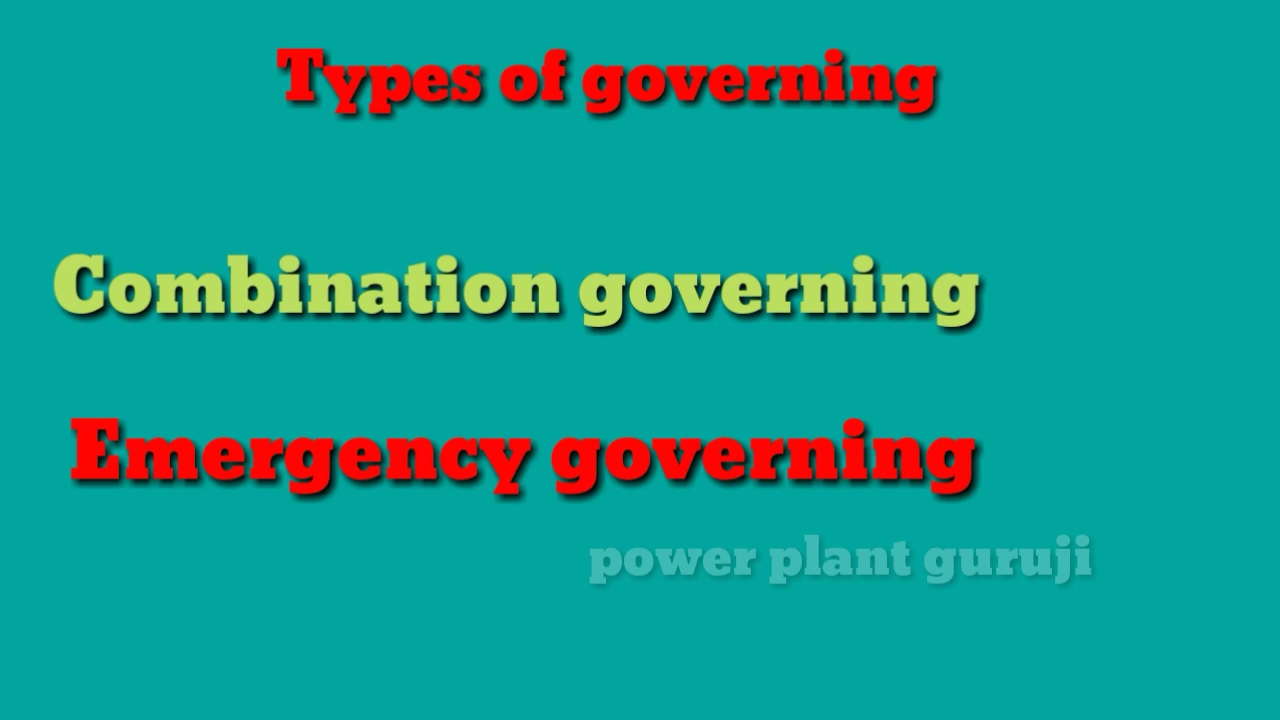 Types of governing
Combination governing
Emergency governing
power plant guruji